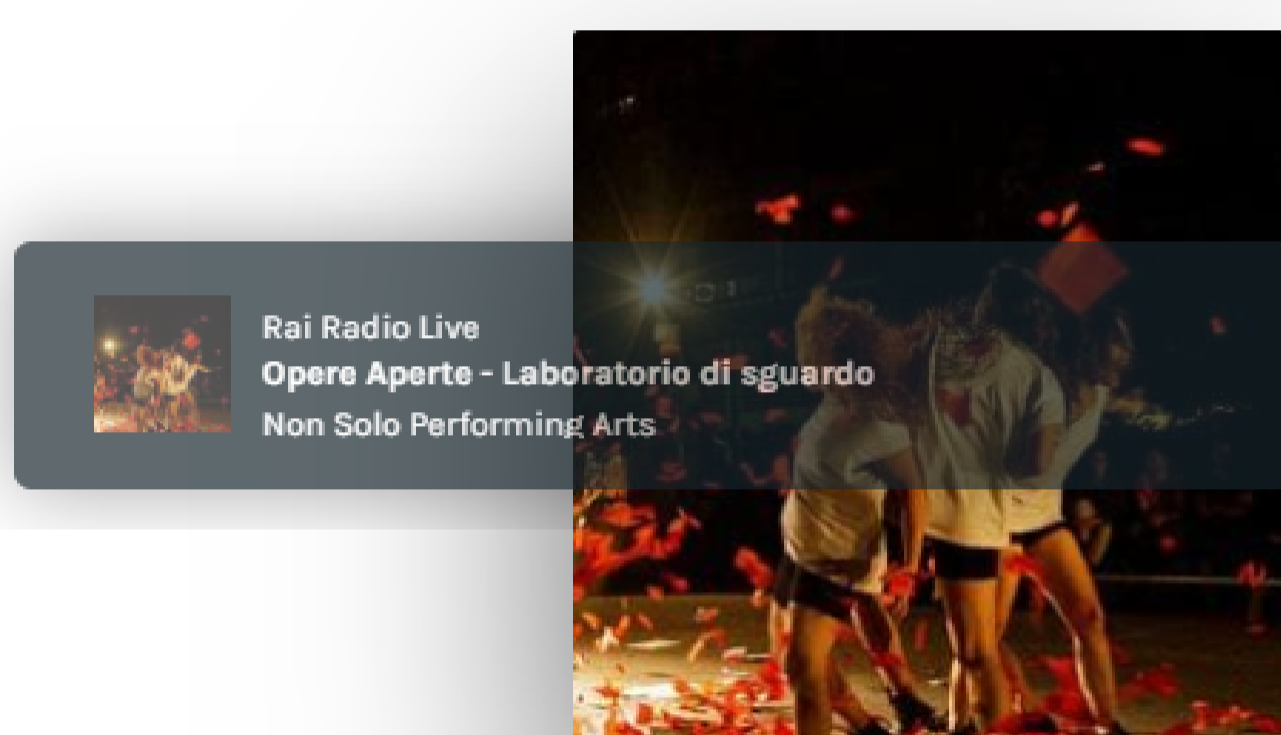 Rai Radio Live
Opere Aperte - Laboratorio di sguardo
Non Solo Performing Arts